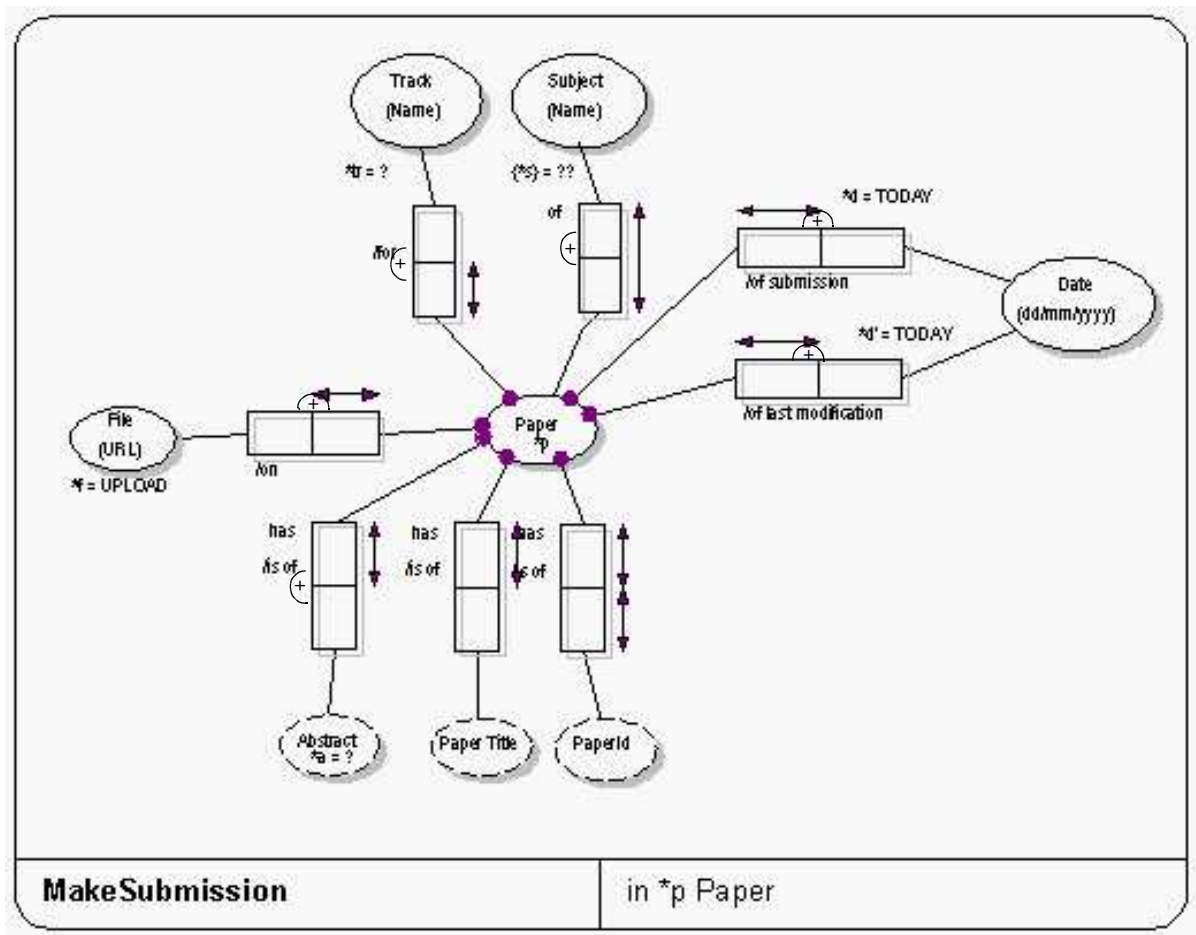 Track
(Name)
Subject
(Name)
*tr = ?
{*s} = ??
/for
+
of
+
*d = TODAY
+
/of submission
Date
(dd/mm/yyyy)
*d' = TODAY
+
/of last modification
File
(URL)
*f = UPLOAD
+
/on
Paper
*p
has
/is of
+
has
/is of
has
/is of
Abstract
*a = ?
Paper Title
PaperId
MakeSubmission
in *p Paper